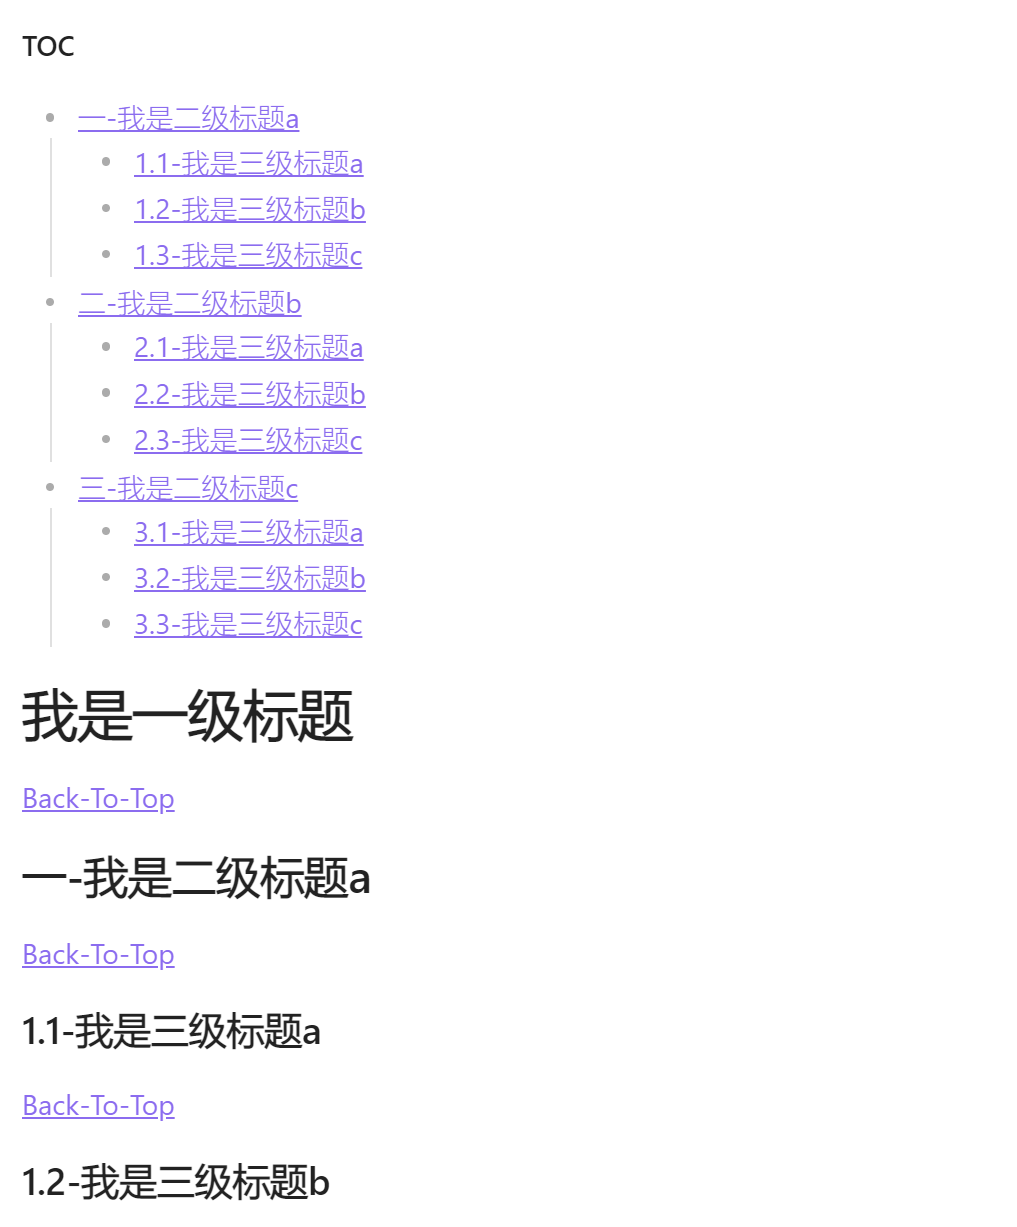 TOC
一-我是二级标题a
1.1-我是三级标题a
1.2-我是三级标题b
1.3-我是三级标题c
二-我是二级标题b
2.1-我是三级标题a
2.2-我是三级标题b
2.3-我是三级标题c
三-我是二级标题c
3.1-我是三级标题a
3.2-我是三级标题b
3.3-我是三级标题c
我是一级标题
Back-To-Top
一-我是二级标题a
Back-To-Top
1.1-我是三级标题a
Back-To-Top
1.2-我是三级标题b